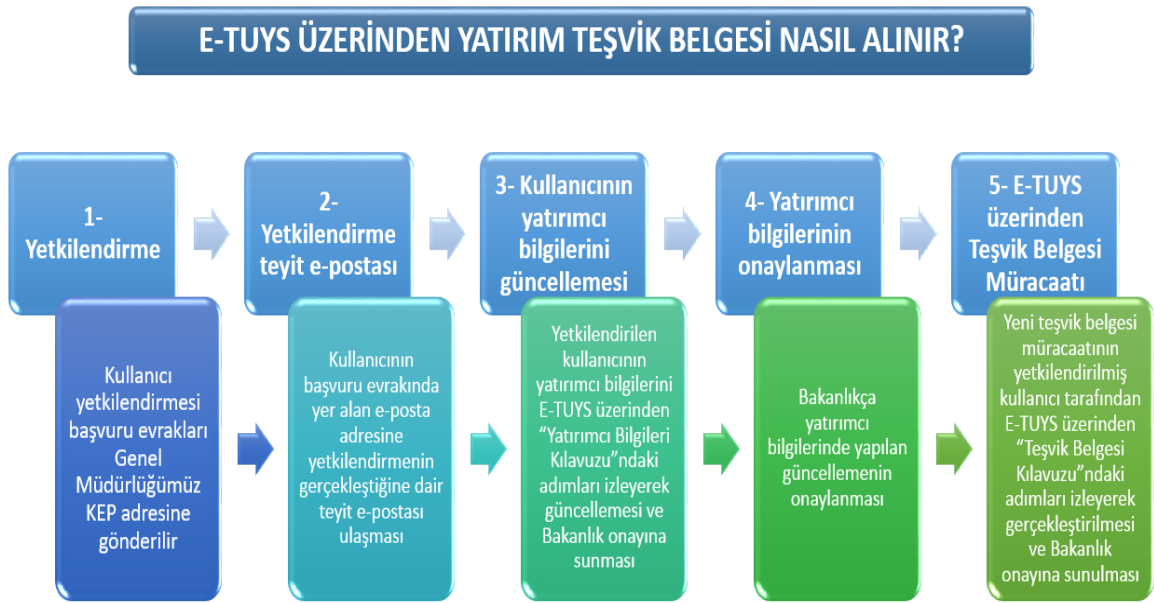 E-TUYS ÜZERİNDEN YATIRIM TEŞVİK BELGESİ NASIL ALINIR?
1-
Yetkilendirme
Kullanıcı
yetkilendirmesi
başvuru evrakları
Genel
Müdürlüğümüz
KEP adresine
gönderilir
2-
Yetkilendirme
teyit e-postası
Kullanıcının
başvuru evrakında
yer alan e-posta
adresine
yetkilendirmenin
gerçekleştiğine dair
teyit e-postası
ulaşması
3- Kullanıcının
yatırımcı
bilgilerini
güncellemesi
Yetkilendirilen
kullanıcının
yatırımcı bilgilerini
E-TUYS üzerinden
“Yatırımcı Bilgileri
Kılavuzu”ndaki
adımları izleyerek
güncellemesi ve
Bakanlık onayına
sunması
4- Yatırımcı
bilgilerinin
onaylanması
Bakanlıkça
yatırımcı
bilgilerinde yapılan
güncellemenin
onaylanması
5- E-TUYS
üzerinden
Teşvik Belgesi
Müracaatı
Yeni teşvik belgesi
müracaatının
yetkilendirilmiş
kullanıcı tarafından
E-TUYS üzerinden
“Teşvik Belgesi
Kılavuzu”ndaki
adımları izleyerek
gerçekleştirilmesi
ve Bakanlık
onayına sunulması